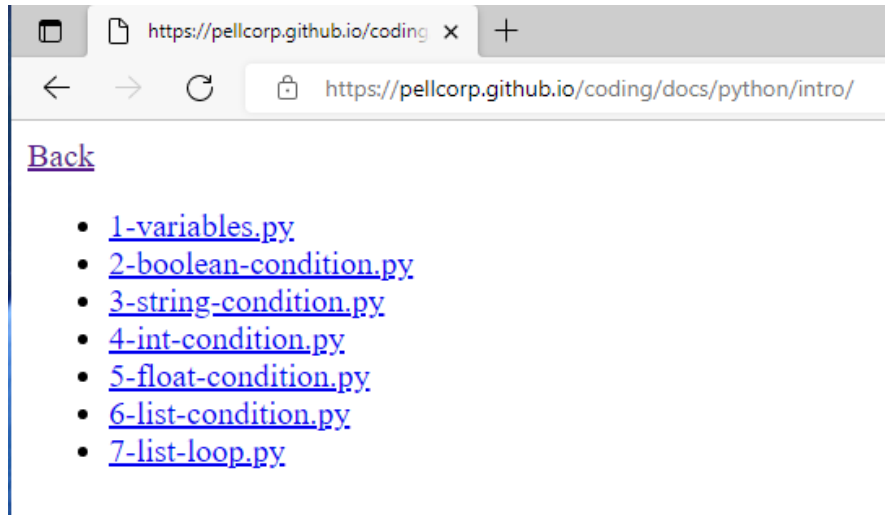 https://pellcorp.github.io/coding
https://pellcorp.github.io/coding/docs/python/intro/
Back
1-variables.py
2-boolean-condition.py
3-string-condition.py
4-int-condition.py
5-float-condition.py
6-list-condition.py
7-list-loop.py